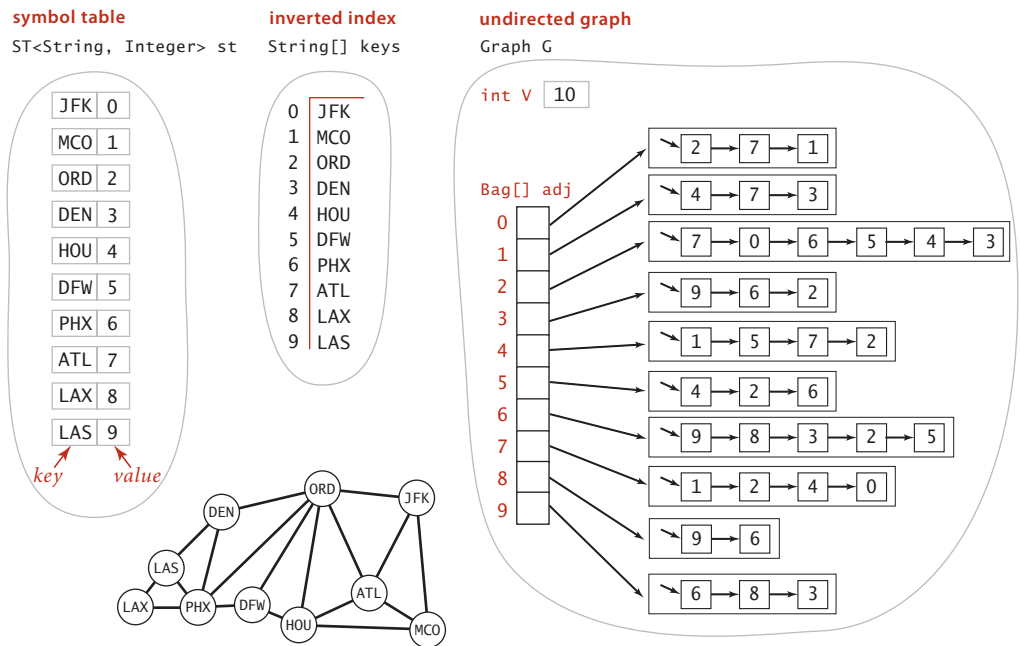 symbol table
ST<String, Integer> st
JFK 0
MCO 1
ORD 2
DEN 3
HOU 4
DFW 5
PHX 6
ATL 7
LAX 8
LAS 9
key value
inverted index
String[] keys
0 JFK
1 MCO
2 ORD
3 DEN
4 HOU
5 DFW
6 PHX
7 ATL
8 LAX
9 LAS
undirected graph
Graph G
int V 10
Bag[] adj
0
1
2
3
4
5
6
7
8
9
2 7 1
4 7 3
7 0 6 5 4 3
9 6 2
1 5 7 2
4 2 6
9 8 3 2 5
1 2 4 0
9 6
6 8 3
ORD
JFK
DEN
LAS
ATL
LAX
PHX
DFW
HOU
MCO